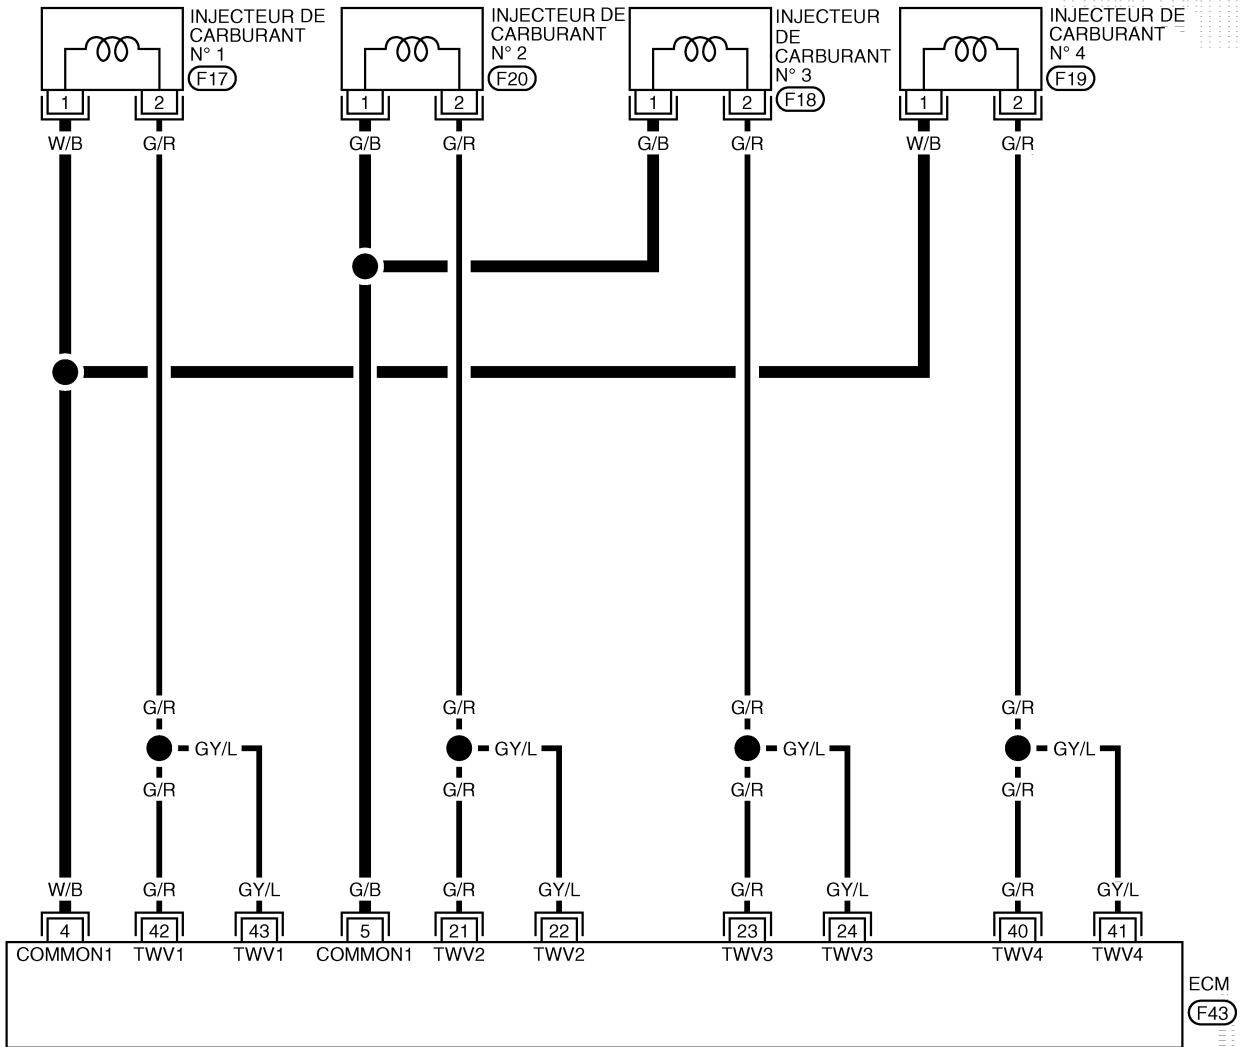 INJECTEUR DE
CARBURANT
N° 1
F17
INJECTEUR DE
CARBURANT
N° 2
F20
INJECTEUR
DE
CARBURANT
N° 3
F18
INJECTEUR DE
CARBURANT
N° 4
F19
1 2 1 2 1 2 1 2
W/B G/R G/B G/R G/B G/R W/B G/R
G/R G/R G/R G/R
GY/L GY/L GY/L GY/L
G/R G/R G/R G/R
W/B G/R GY/L G/B G/R GY/L G/R GY/L G/R GY/L
4 42 43 5 21 22 23 24 40 41
COMMON1 TWV1 TWV1 COMMON1 TWV2 TWV2 TWV3 TWV3 TWV4 TWV4
ECM
F43